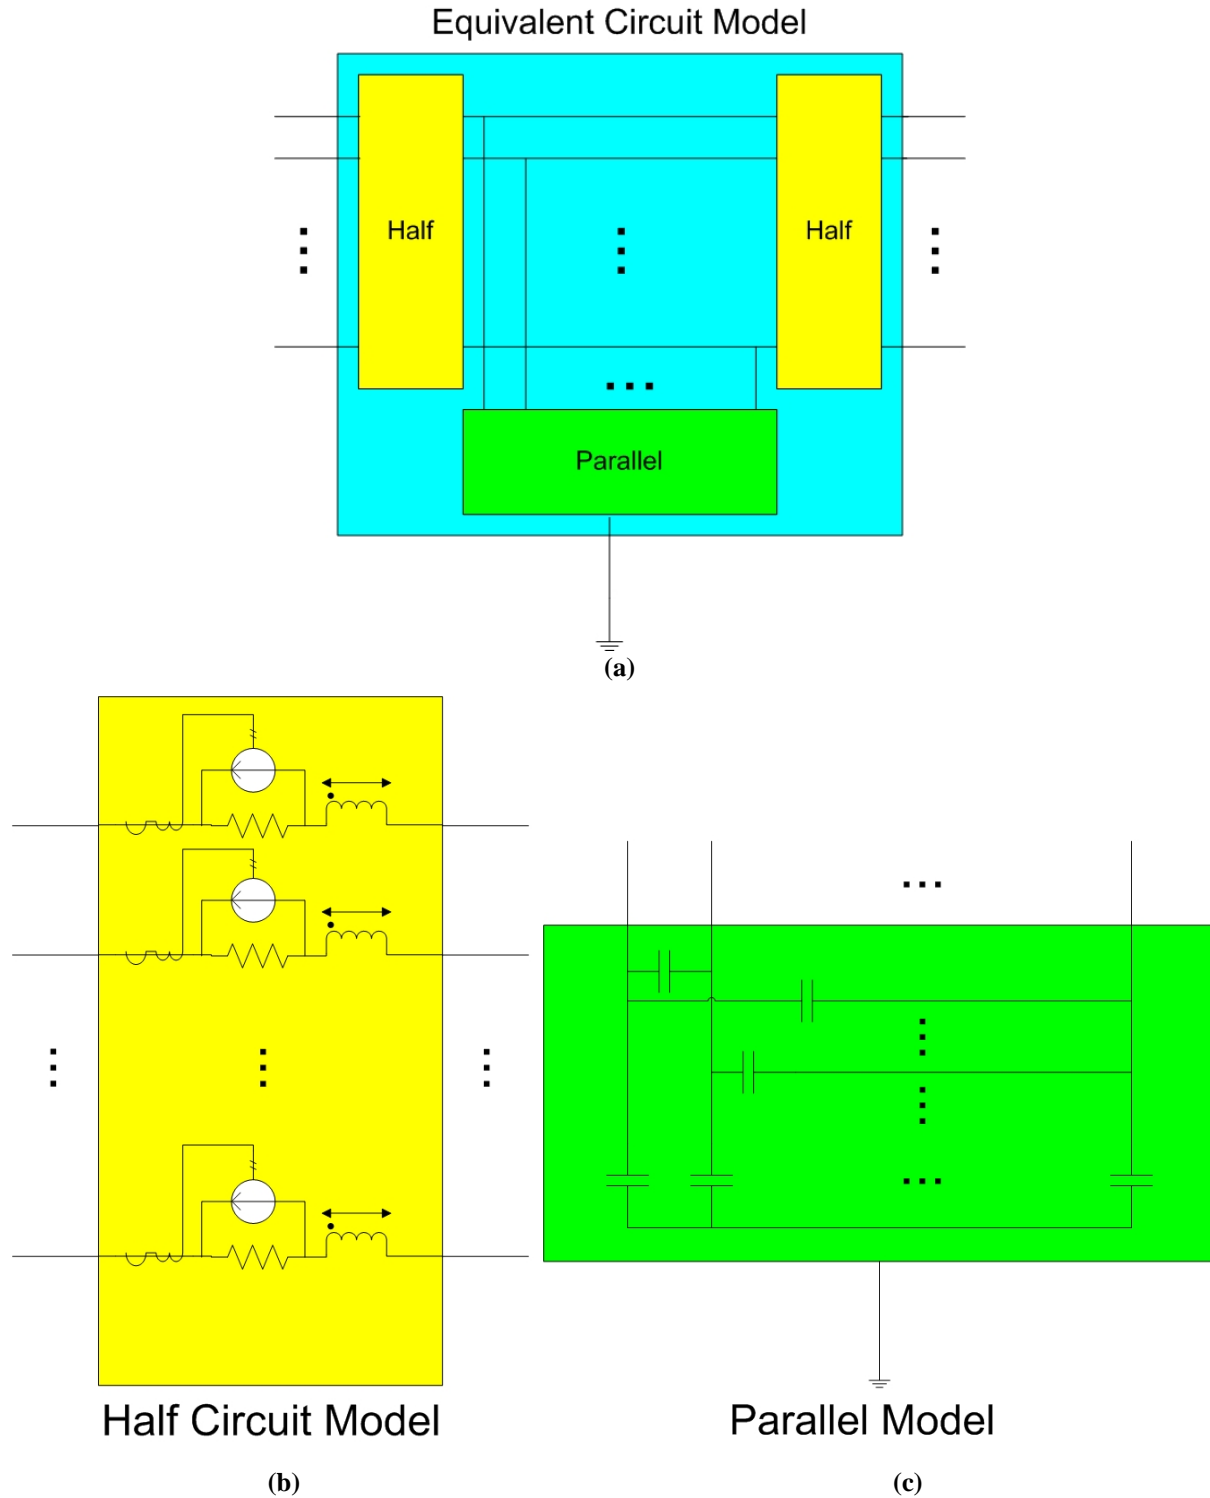 Equivalent Circuit Model
Half
Half
Parallel
(a)
Half Circuit Model
Parallel Model
(b)
(c)